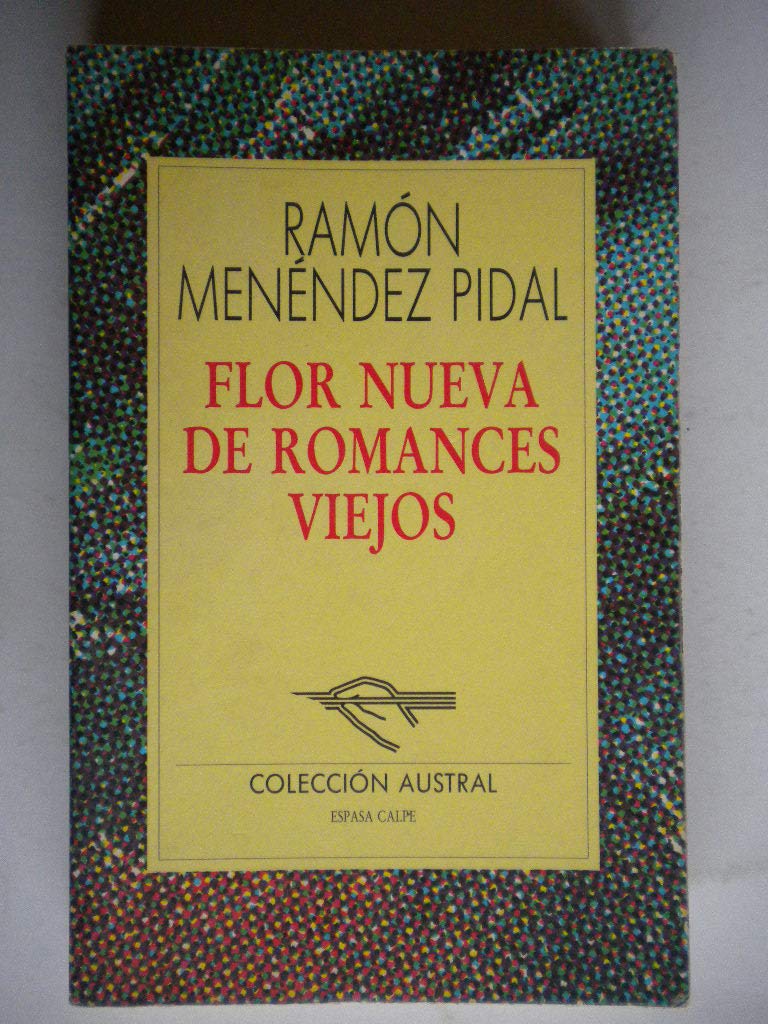 RAMÓN
MENÉNDEZ PIDAL
FLOR NUEVA
DE ROMANCES
VIEJOS
COLECCIÓN AUSTRAL
ESPASA CALPE